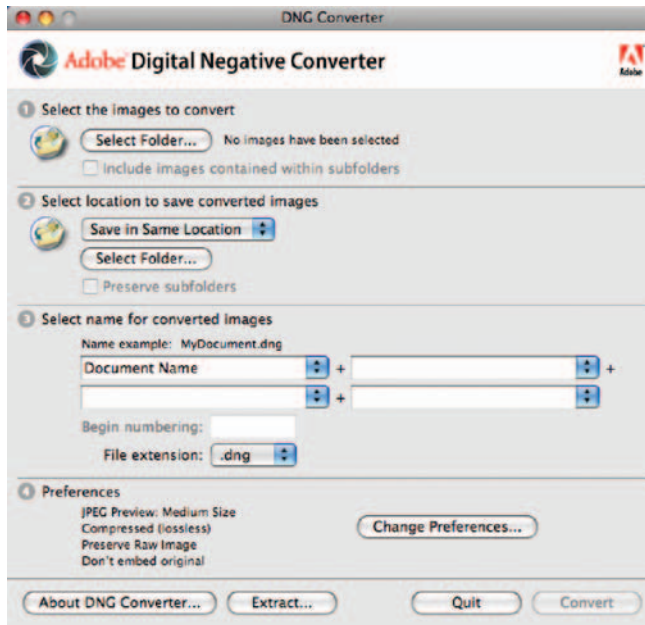 DNG Converter
Adobe Digital Negative Converter
Adobe
1 Select the images to convert
Select Folder... No images have been selected
Include images contained within subfolders
2 Select location to save converted images
Save in Same Location
Select Folder...
Preserve subfolders
3 Select name for converted images
Name example: MyDocument.dng
Document Name + +
+
Begin numbering:
File extension: .dng
4 Preferences
JPEG Preview: Medium Size
Compressed (lossless)
Change Preferences...
Preserve Raw Image
Don't embed original
About DNG Converter... Extract... Quit Convert